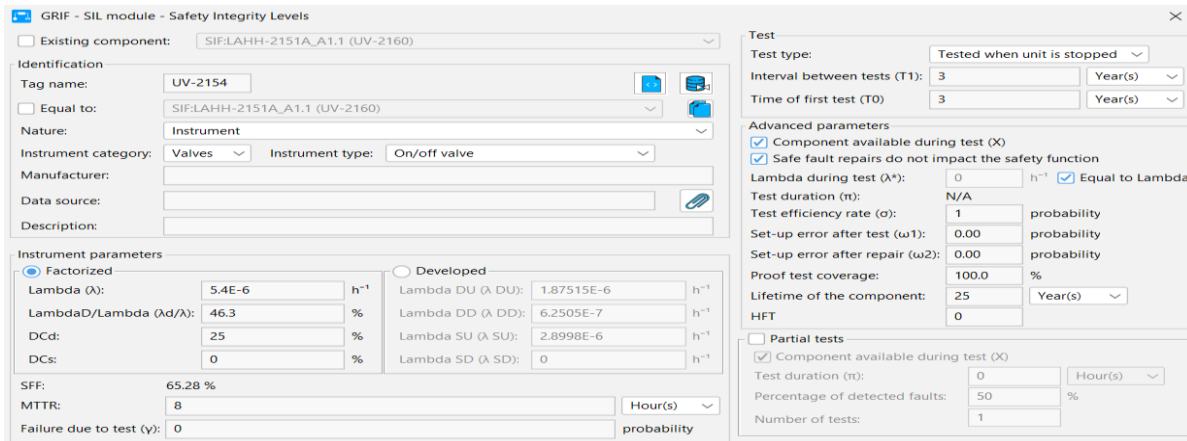 GRIF - SIL module - Safety Integrity Levels
Existing component: SIF:LAHH-2151A_A1.1 (UV-2160)
Identification
Tag name: UV-2154
Equal to: SIF:LAHH-2151A_A1.1 (UV-2160)
Nature: Instrument
Instrument category: Valves Instrument type: On/off valve
Manufacturer:
Data source:
Description:
Instrument parameters
Factorized
Lambda (λ): 5.4E-6 h⁻¹
LambdaD/Lambda (λd/λ): 46.3 %
DCd: 25 %
DCs: 0 %
Developed
Lambda DU (λ DU): 1.87515E-6 h⁻¹
Lambda DD (λ DD): 6.2505E-7 h⁻¹
Lambda SU (λ SU): 2.8998E-6 h⁻¹
Lambda SD (λ SD): 0 h⁻¹
SFF: 65.28 %
MTTR: 8 Hour(s)
Failure due to test (γ): 0 probability
Test
Test type: Tested when unit is stopped
Interval between tests (T1): 3 Year(s)
Time of first test (T0) 3 Year(s)
Advanced parameters
Component available during test (X)
Safe fault repairs do not impact the safety function
Lambda during test (λ*): 0 h⁻¹ Equal to Lambda
Test duration (π): N/A
Test efficiency rate (σ): 1 probability
Set-up error after test (ω1): 0.00 probability
Set-up error after repair (ω2): 0.00 probability
Proof test coverage: 100.0 %
Lifetime of the component: 25 Year(s)
HFT 0
Partial tests
Component available during test (X)
Test duration (π): 0 Hour(s)
Percentage of detected faults: 50 %
Number of tests: 1